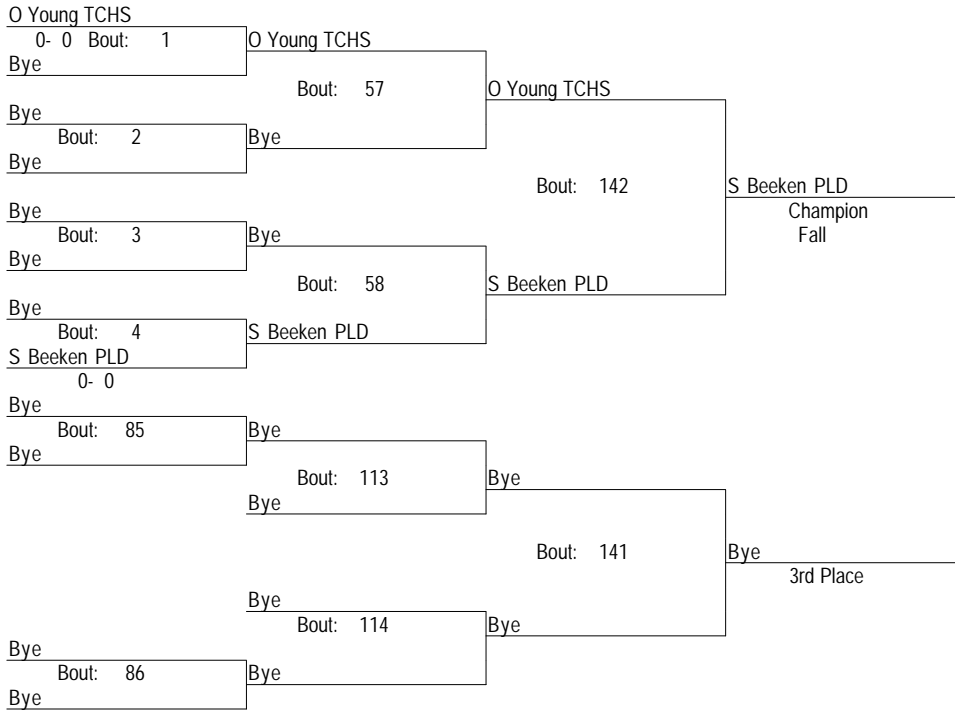 O Young TCHS
0- 0 Bout: 1
O Young TCHS
Bye
Bout: 57
O Young TCHS
Bye
Bout: 2
Bye
Bye
Bout: 142
S Beeken PLD
Champion
Fall
Bye
Bout: 3
Bye
Bye
Bout: 58
S Beeken PLD
Bye
Bout: 4
S Beeken PLD
S Beeken PLD
0- 0
Bye
Bout: 85
Bye
Bye
Bout: 113
Bye
Bye
Bout: 141
Bye
3rd Place
Bye
Bout: 114
Bye
Bye
Bout: 86
Bye
Bye